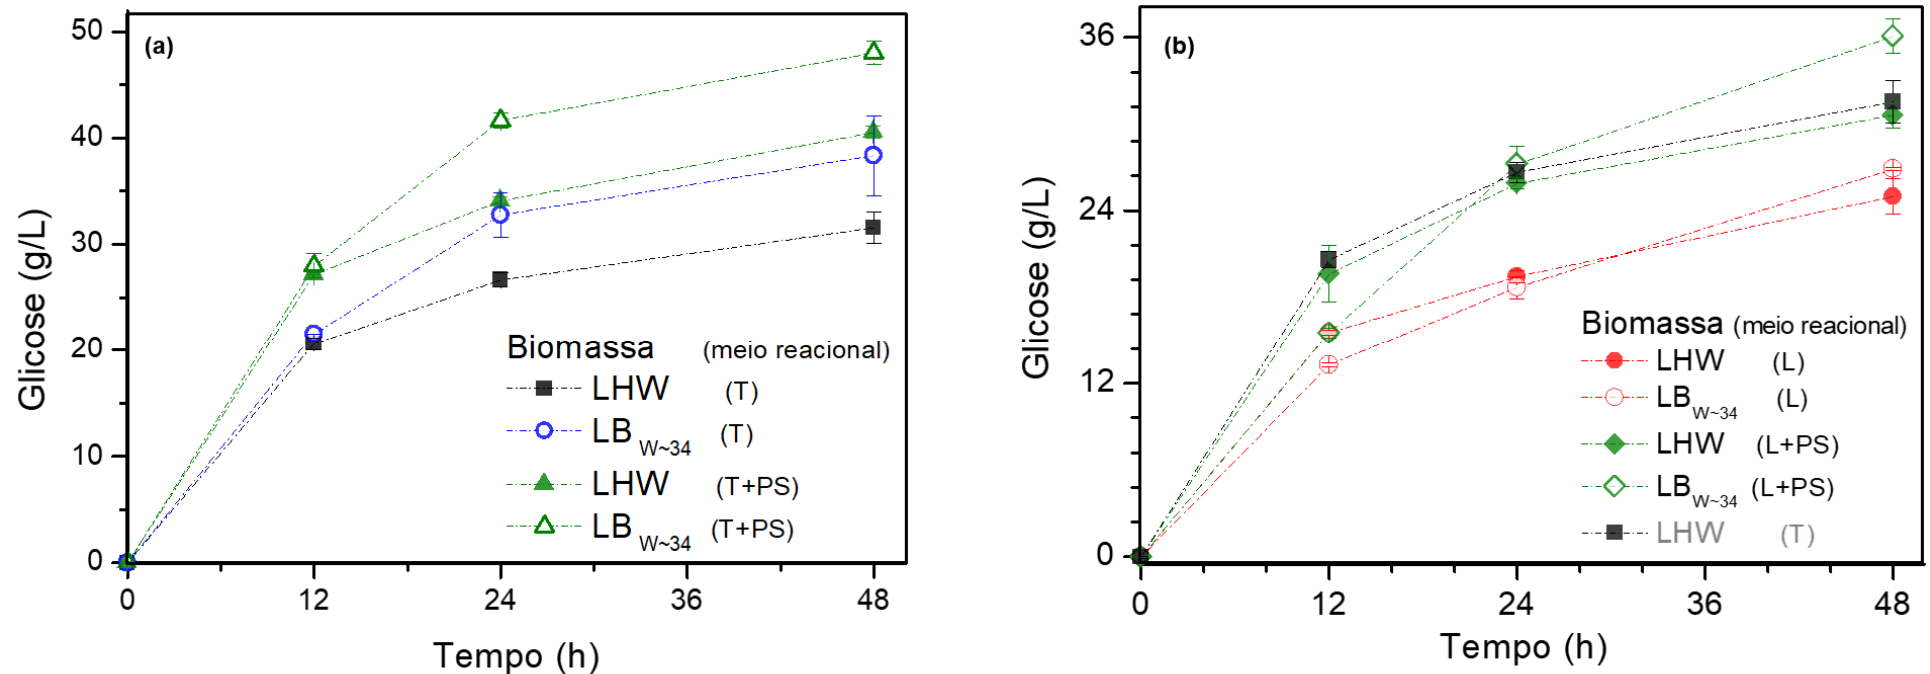 (a)
50
40
30
20
10
0
Glicose (g/L)
Biomassa (meio reacional)
LHW (T)
LB W~34 (T)
LHW (T+PS)
LB W~34 (T+PS)
0 12 24 36 48
Tempo (h)
(b)
36
24
12
0
Glicose (g/L)
Biomassa (meio reacional)
LHW (L)
LB W~34 (L)
LHW (L+PS)
LB W~34 (L+PS)
LHW (T)
0 12 24 36 48
Tempo (h)